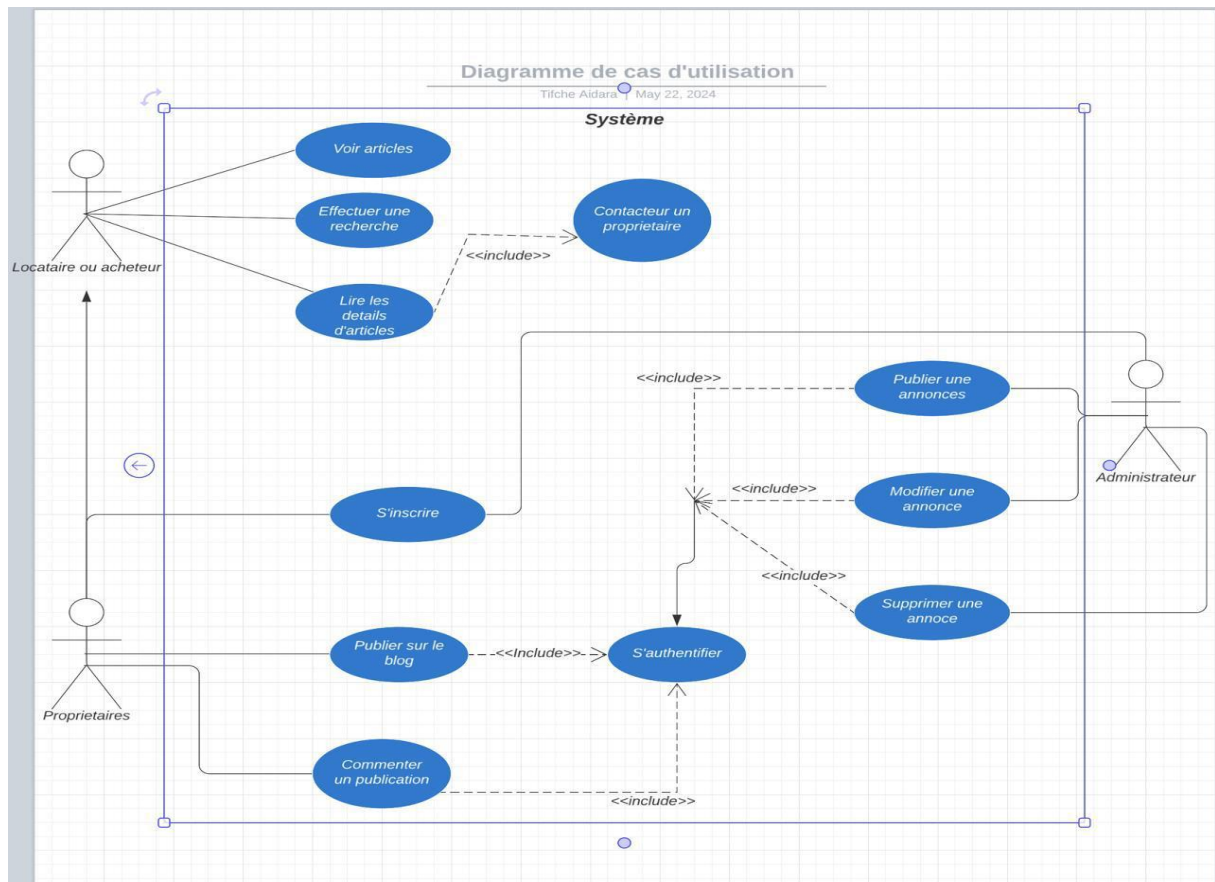 Diagramme de cas d'utilisation
Tifche Aidara | May 22, 2024
Système
Voir articles
Effectuer une
recherche
Contacteur un
proprietaire
<<include>>
Locataire ou acheteur
Lire les
details
d'articles
<<include>>
Publier une
annonces
Administrateur
<<include>>
Modifier une
annonce
S'inscrire
<<include>>
Supprimer une
annoce
Publier sur le
blog
<<Include>>
S'authentifier
Proprietaires
Commenter
un publication
<<include>>